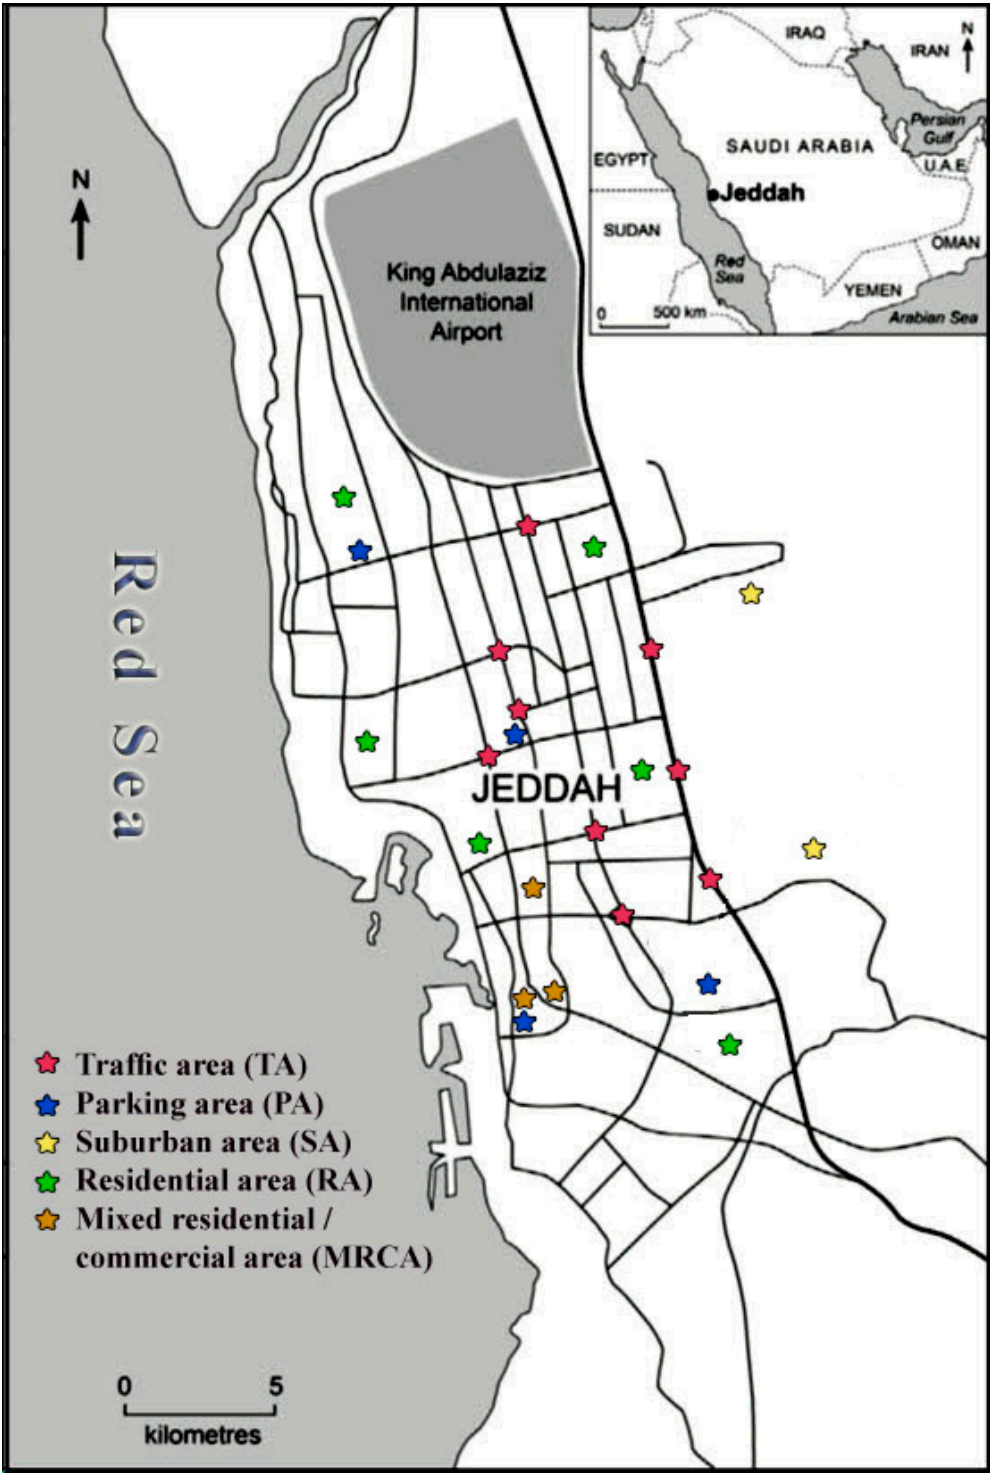 N
King Abdulaziz
International
Airport
IRAQ
N
IRAN
Persian
Gulf
SAUDI ARABIA
EGYPT
U.A.E.
Jeddah
SUDAN
OMAN
Red
Sea
YEMEN
0
500 km
Arabian Sea
Red Sea
JEDDAH
Traffic area (TA)
Parking area (PA)
Suburban area (SA)
Residential area (RA)
Mixed residential /
commercial area (MRCA)
0 5
kilometres